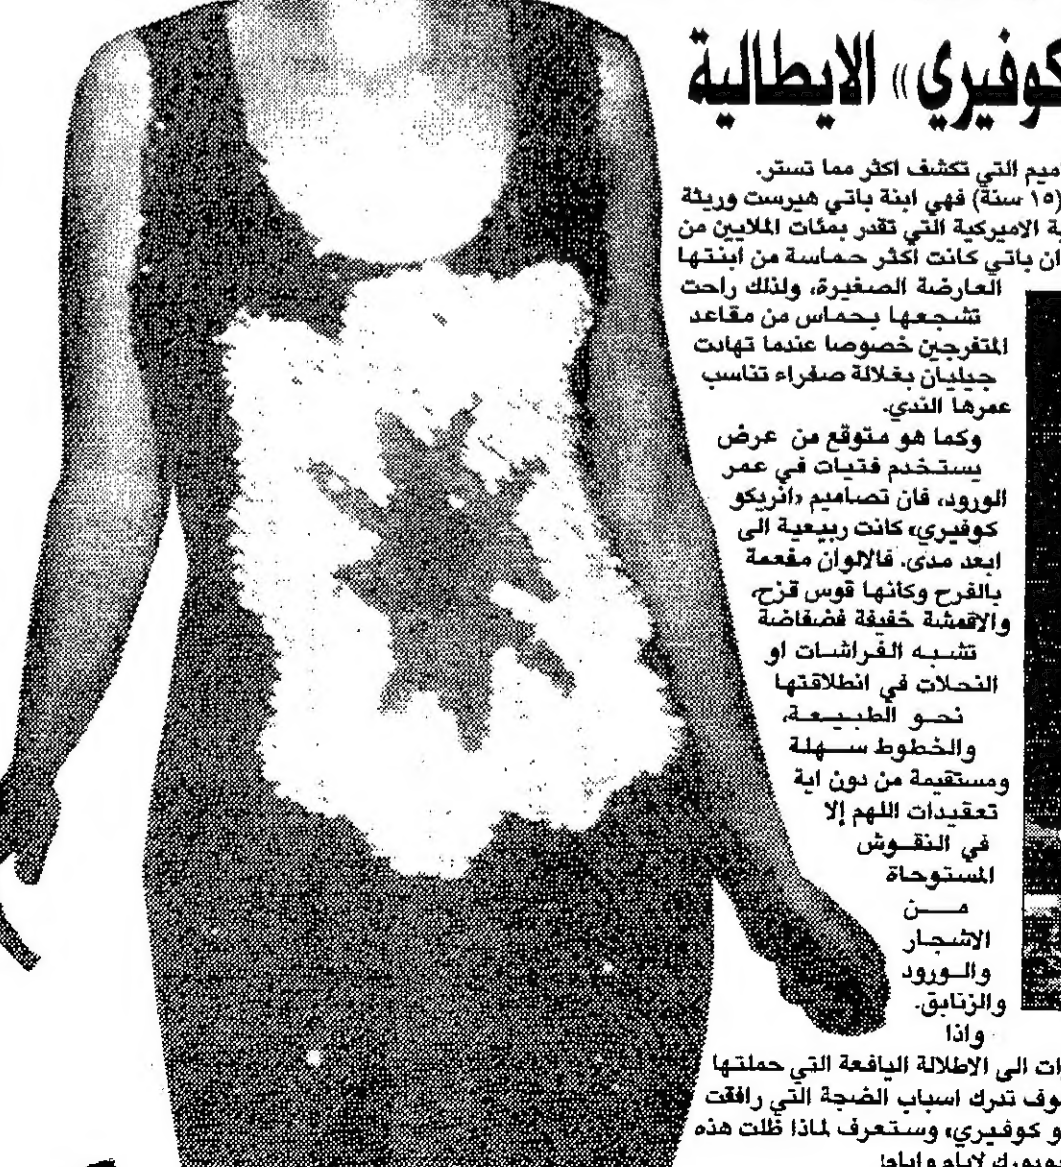 كوفيري» الايطالية
ميم التي تكشف اكثر مما تستر.
(١٥ سنة) فهي ابنة باتي هيرست وريثة
ة الاميركية التي تقدر بمئات الملايين من
ان باتي كانت اكثر حماسة من ابنتها
العارضة الصغيرة، ولذلك راحت
تشجعها بحماس من مقاعد
المتفرجين خصوصا عندما تهادت
جيليان بغلالة صفراء تناسب
عمرها الندي.
وكما هو متوقع من عرض
يستخدم فتيات في عمر
الورود، فان تصاميم «انريكو
كوفيري» كانت ربيعية الى
ابعد مدى. فالالوان مفعمة
بالفرح وكأنها قوس قزح،
والاقمشة خفيفة فضفاضة
تشبه الفراشات او
النحلات في انطلاقتها
نحو الطبيعة،
والخطوط سهلة
ومستقيمة من دون اية
تعقيدات اللهم إلا
في النقوش
المستوحاة
من
الاشجار
والورود
والزنابق.
واذا
ات الى الاطلالة اليافعة التي حملتها
وف تدرك اسباب الضجة التي رافقت
و كوفيري» وستعرف لماذا ظلت هذه
يويورك لايام وايام!